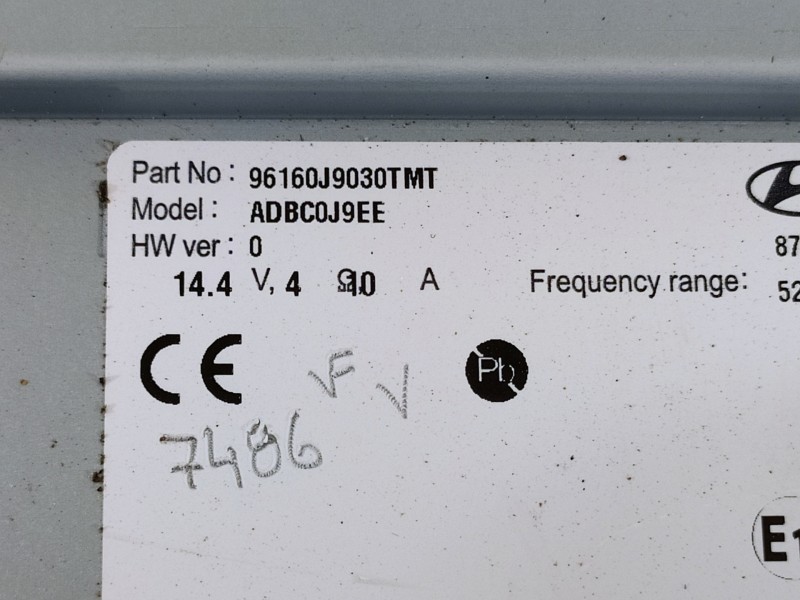 Part No : 96160J9030TMT
Model : ADBC0J9EE
HW ver : 0
87
14.4 V, 4 Ω, 10 A
Frequency range: 52
CE
VF V
Pb
7486
E1